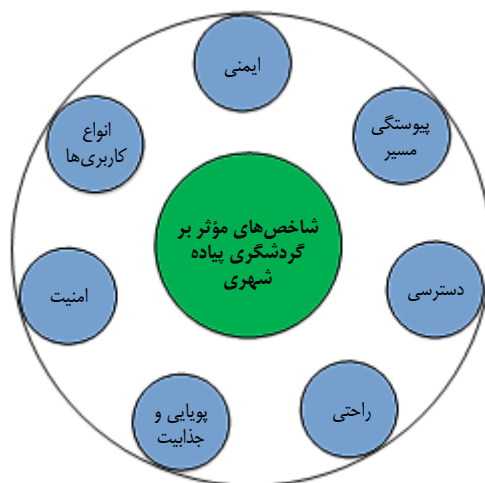 ایمنی
پیوستگی
مسیر
دسترسی
راحتی
پویایی و
جذابیت
امنیت
انواع
کاربری‌ها
شاخص‌های مؤثر بر
گردشگری پیاده
شهری